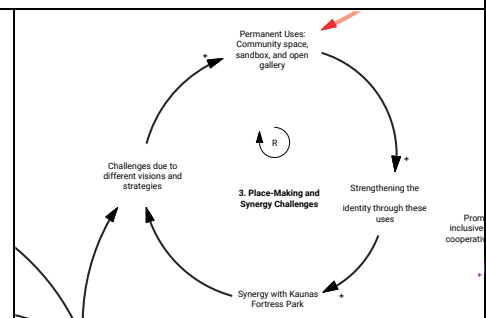 Permanent Uses:
Community space,
sandbox, and open
gallery
+
R
+
Challenges due to
different visions and
strategies
3. Place-Making and
Synergy Challenges
Strengthening the
identity through these
uses
Synergy with Kaunas
Fortress Park
+
+